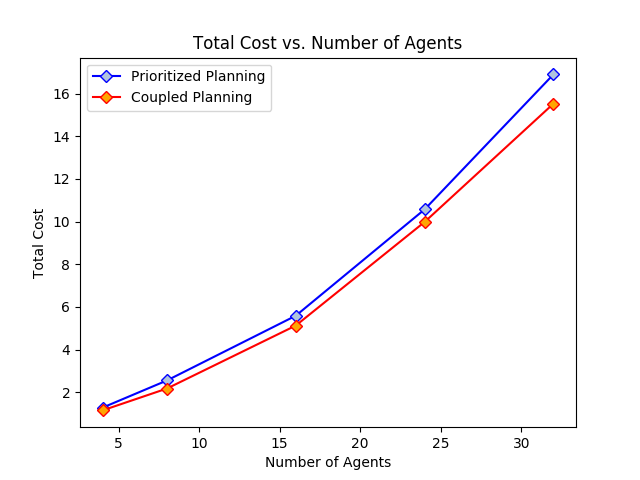 Total Cost vs. Number of Agents
Prioritized Planning
Coupled Planning
Total Cost
16
14
12
10
8
6
4
2
5 10 15 20 25 30
Number of Agents